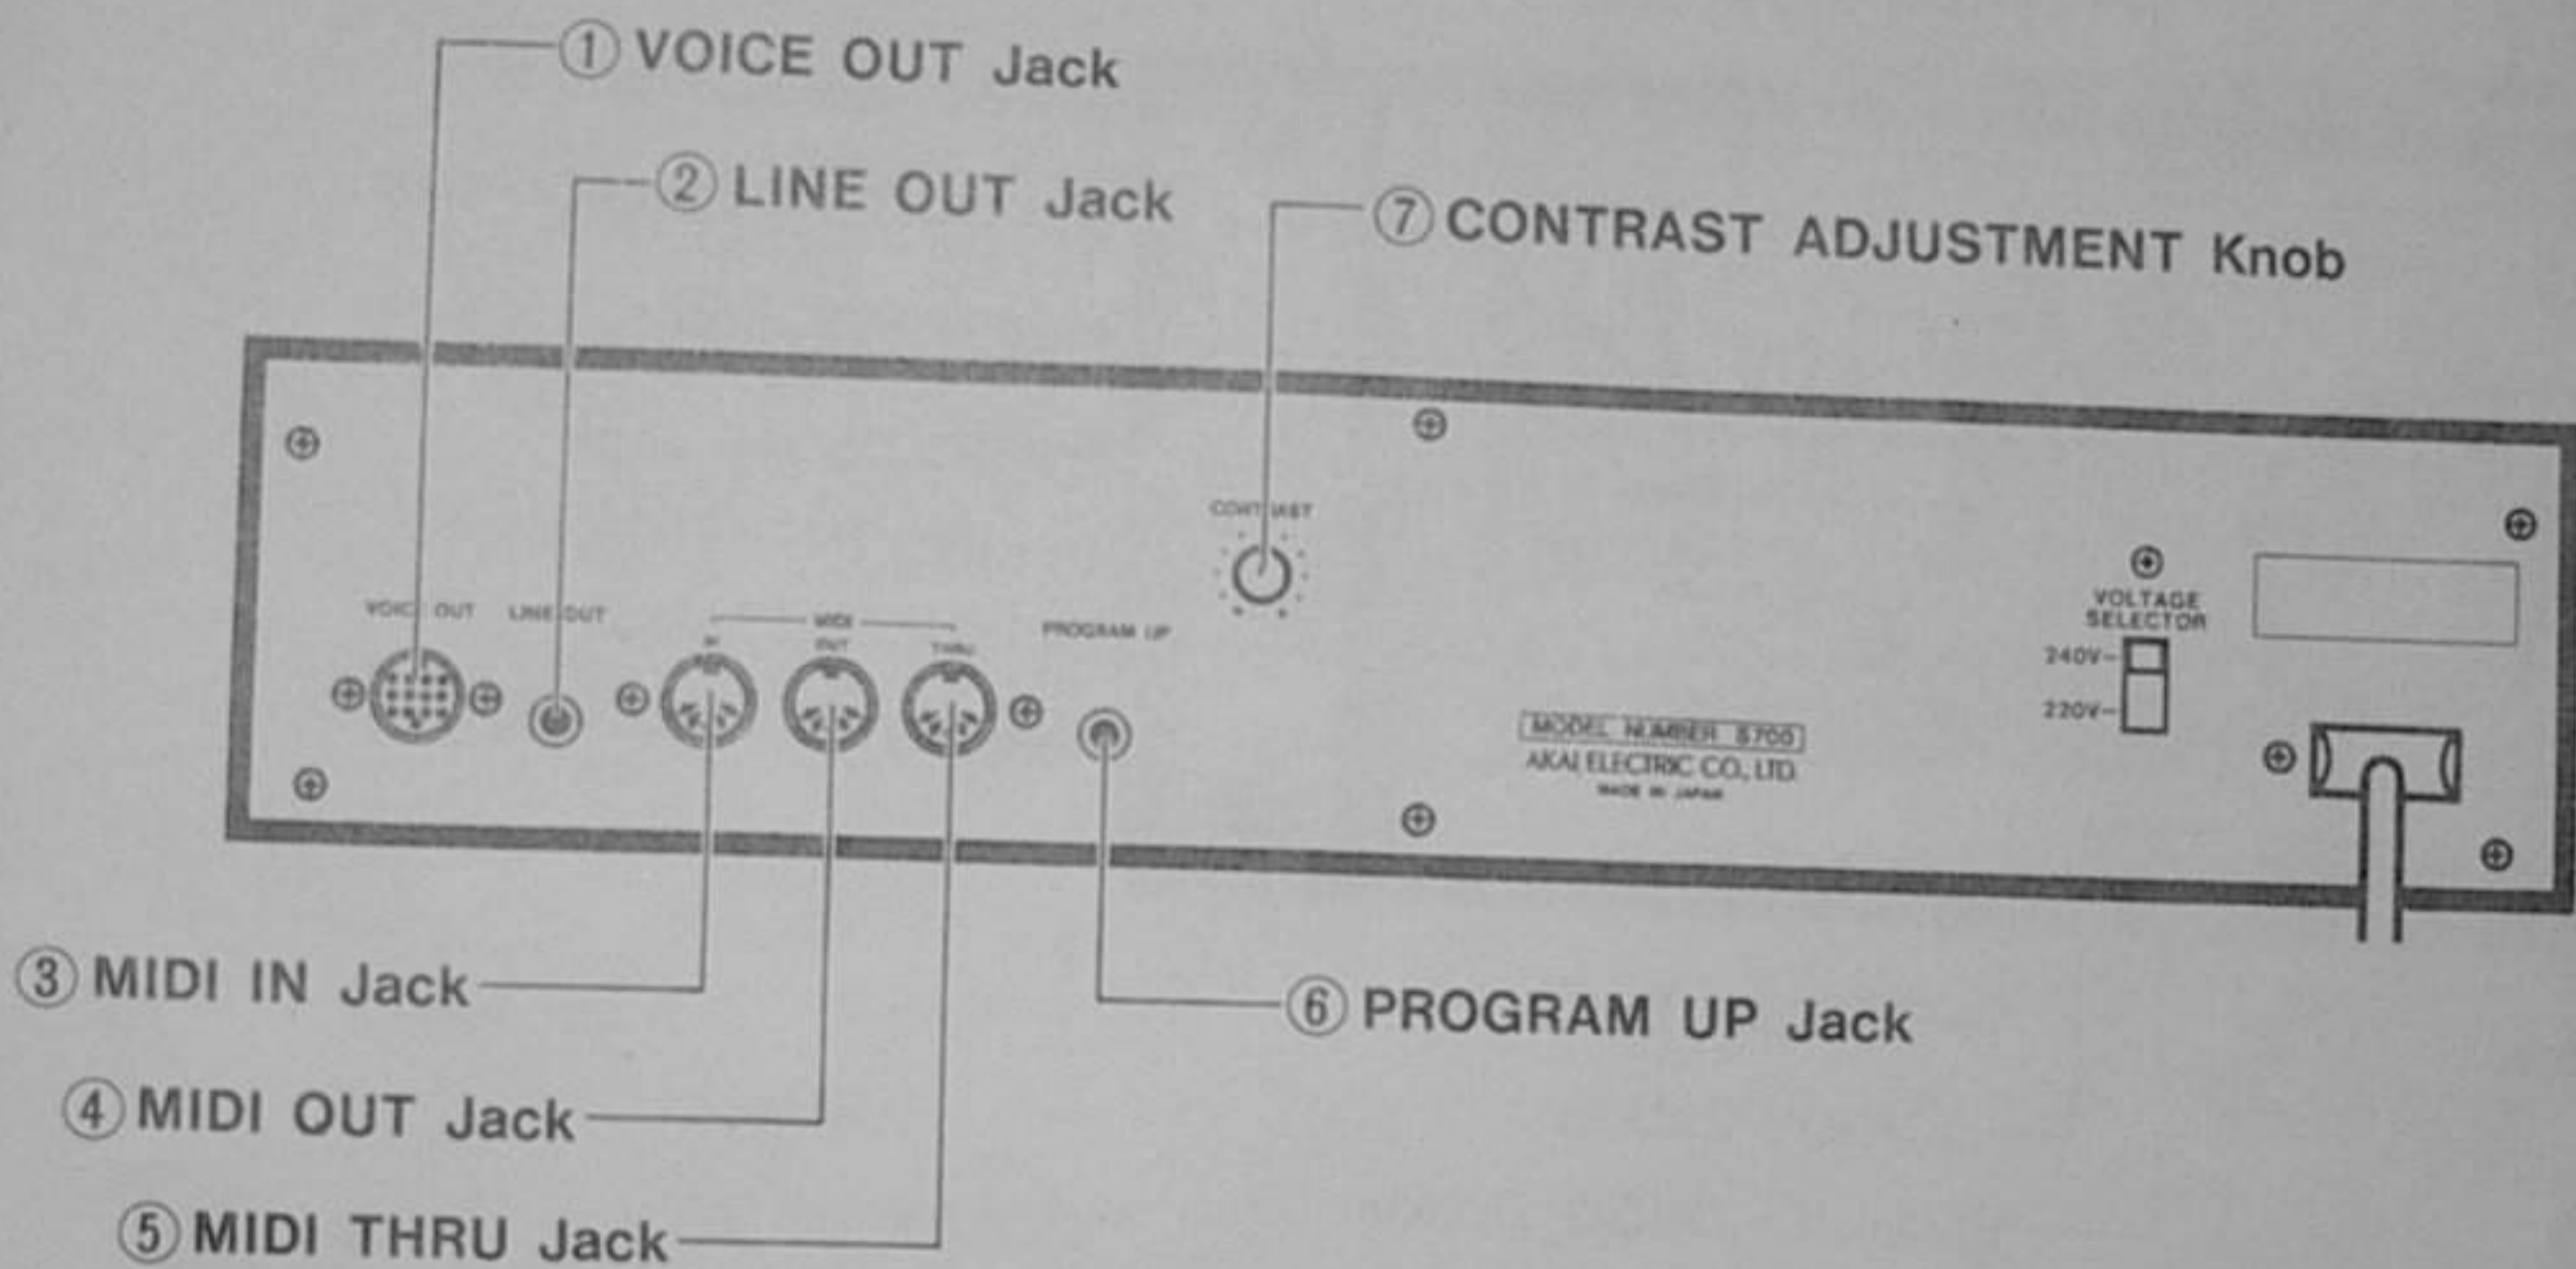 ① VOICE OUT Jack
② LINE OUT Jack
⑦ CONTRAST ADJUSTMENT Knob
CONTRAST
VOICE OUT
LINE OUT
MIDI
IN
OUT
THRU
PROGRAM UP
VOLTAGE
SELECTOR
240V
220V
MODEL NUMBER S700
AKAI ELECTRIC CO., LTD.
MADE IN JAPAN
③ MIDI IN Jack
④ MIDI OUT Jack
⑤ MIDI THRU Jack
⑥ PROGRAM UP Jack